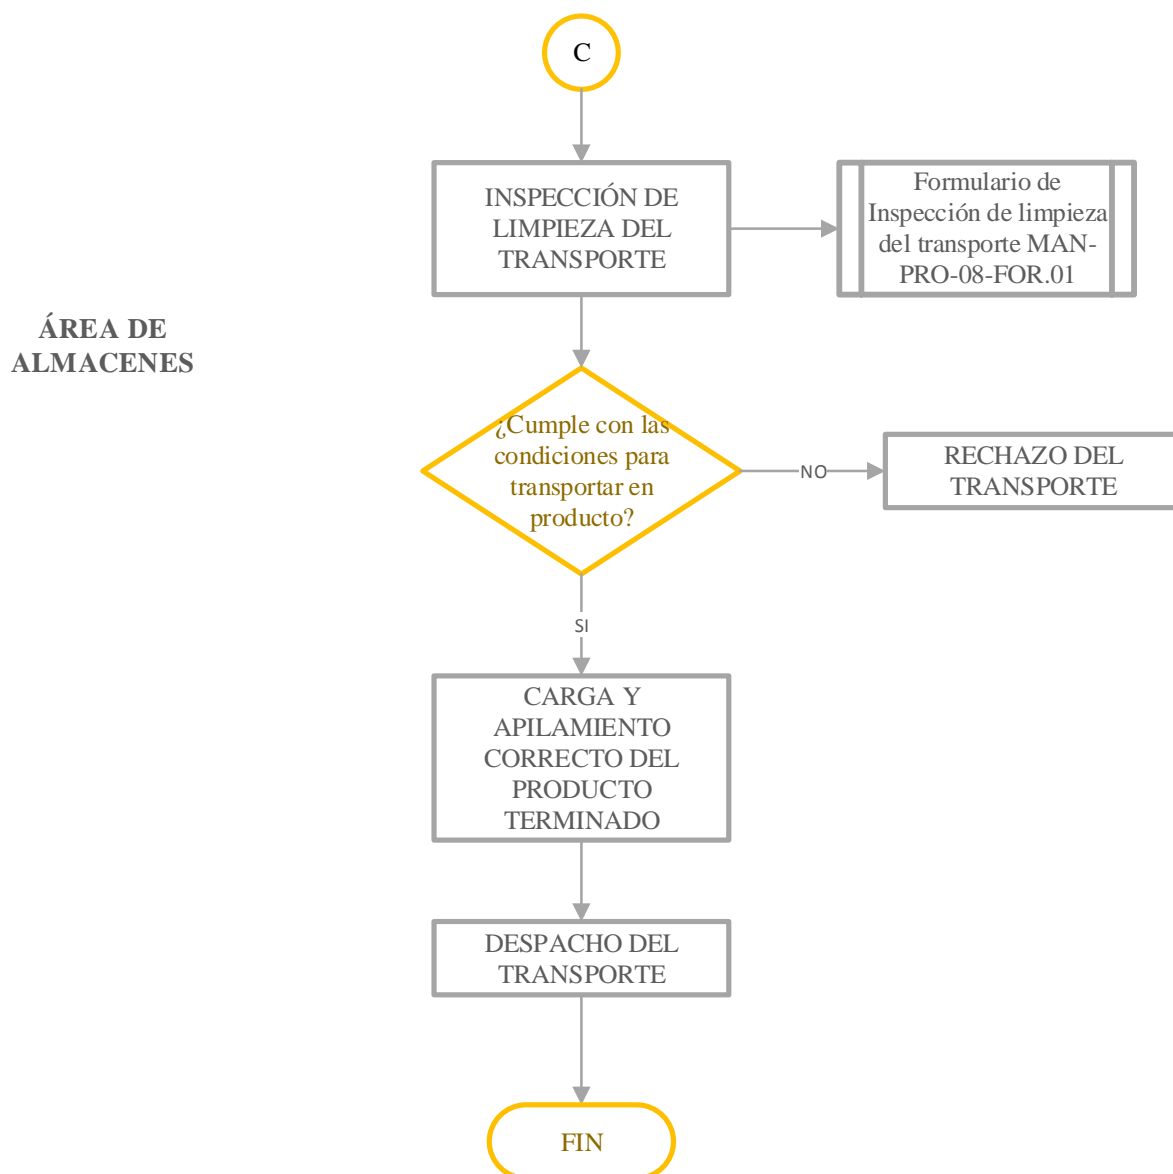 C
INSPECCIÓN DE
LIMPIEZA DEL
TRANSPORTE
Formulario de
Inspección de limpieza
del transporte MAN-
PRO-08-FOR.01
ÁREA DE
ALMACENES
¿Cumple con las
condiciones para
transportar en
producto?
NO
RECHAZO DEL
TRANSPORTE
SI
CARGA Y
APILAMIENTO
CORRECTO DEL
PRODUCTO
TERMINADO
DESPACHO DEL
TRANSPORTE
FIN